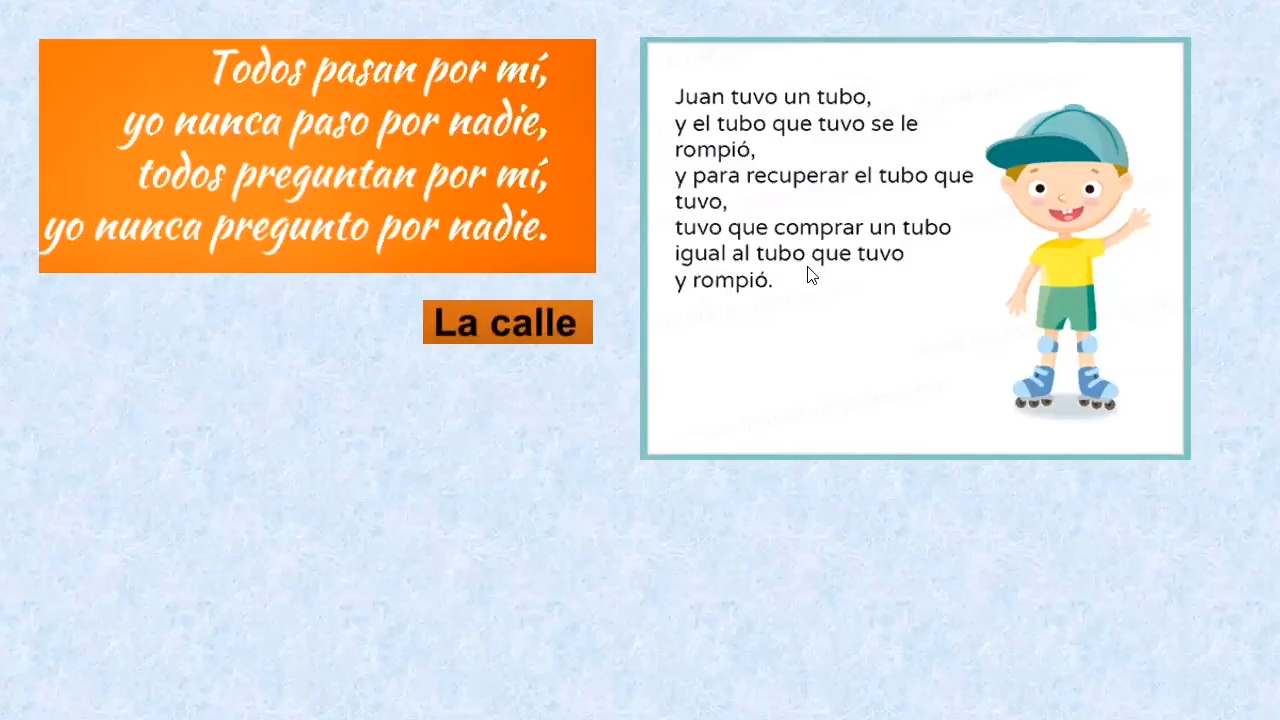 Todos pasan por mí,
yo nunca paso por nadie,
todos preguntan por mí,
yo nunca pregunto por nadie.
La calle
Juan tuvo un tubo,
y el tubo que tuvo se le
rompió,
y para recuperar el tubo que
tuvo,
tuvo que comprar un tubo
igual al tubo que tuvo
y rompió.